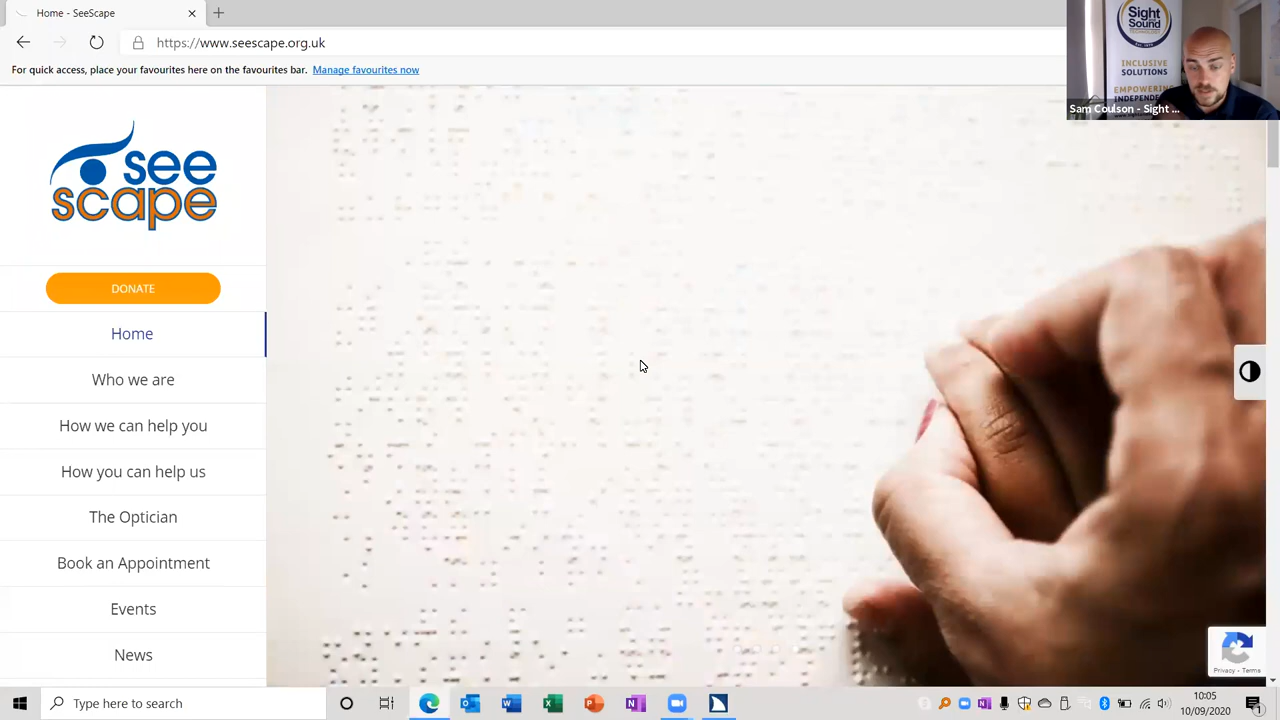 Home - SeeScape
https://www.seescape.org.uk
For quick access, place your favourites here on the favourites bar. Manage favourites now
see
scape
DONATE
Home
Who we are
How we can help you
How you can help us
The Optician
Book an Appointment
Events
News
Sight
Sound
TECHNOLOGY
INCLUSIVE
SOLUTIONS
EMPOWERING
Sam Coulson - Sight ...
Privacy - Terms
Type here to search
10:05
10/09/2020
1